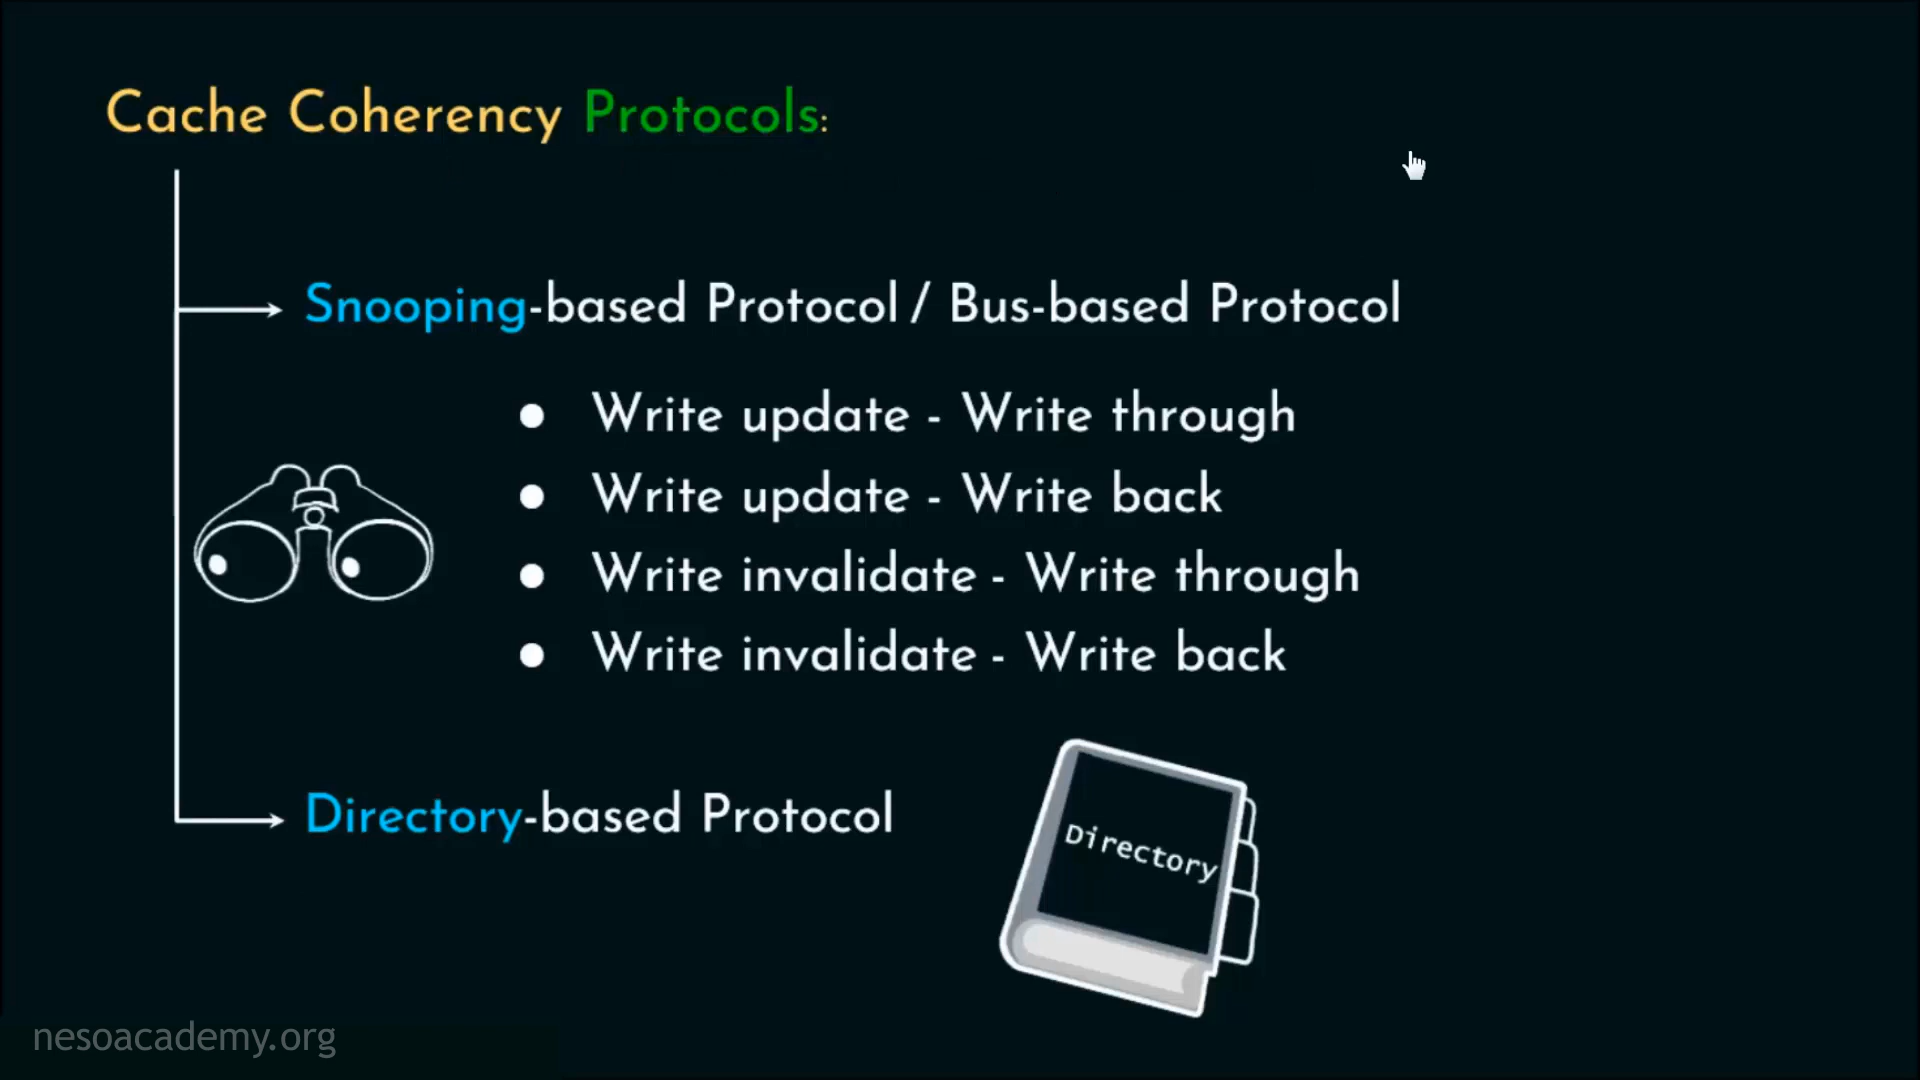 Cache Coherency Protocols:
Snooping-based Protocol / Bus-based Protocol
● Write update - Write through
● Write update - Write back
● Write invalidate - Write through
● Write invalidate - Write back
Directory-based Protocol
Directory
nesoacademy.org